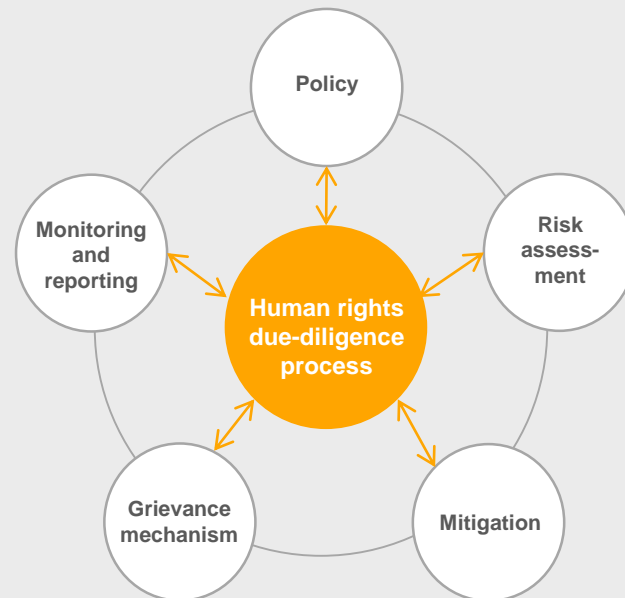 Policy
Risk
assess-
ment
Mitigation
Grievance
mechanism
Monitoring
and
reporting
Human rights
due-diligence
process